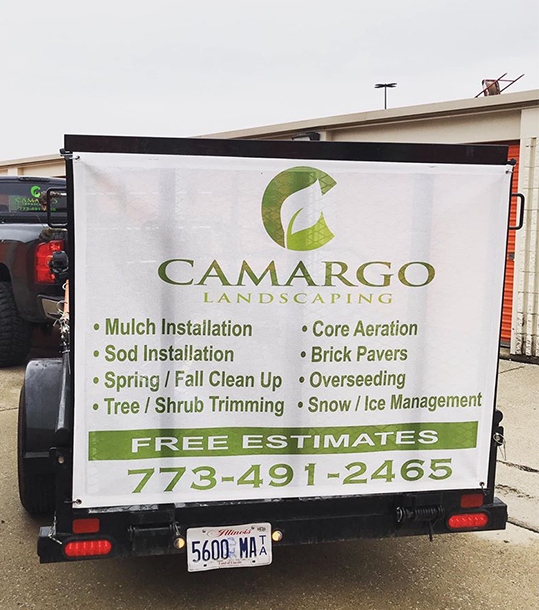 CAMARGO
LANDSCAPING
• Mulch Installation
• Sod Installation
• Spring / Fall Clean Up
• Tree / Shrub Trimming
• Core Aeration
• Brick Pavers
• Overseeding
• Snow / Ice Management
FREE ESTIMATES
773-491-2465
Illinois
5600 MA TA
CAMARGO